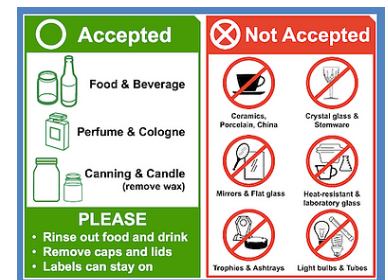 Accepted
Food & Beverage
Perfume & Cologne
Canning & Candle
(remove wax)
PLEASE
• Rinse out food and drink
• Remove caps and lids
• Labels can stay on
Not Accepted
Ceramics,
Porcelain, China
Crystal glass &
Stemware
Mirrors & Flat glass
Heat-resistant &
laboratory glass
Trophies & Ashtrays
Light bulbs & Tubes